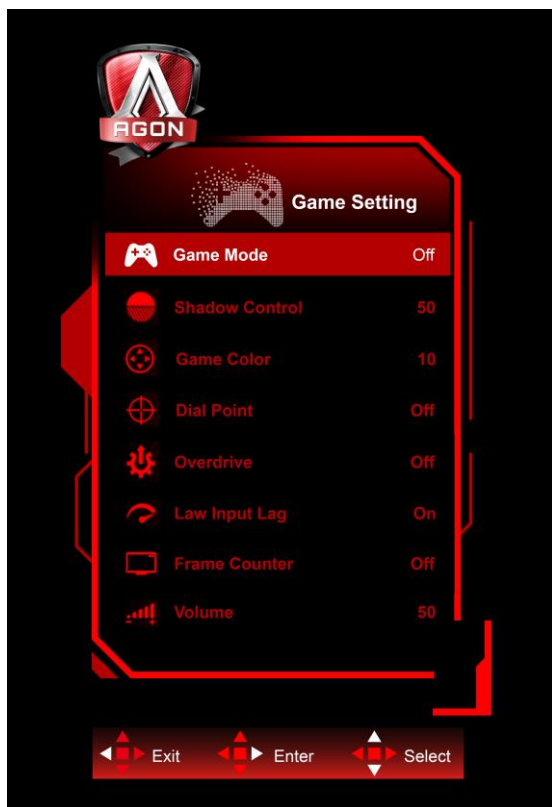 AGON
Game Setting
Game Mode Off
Shadow Control 50
Game Color 10
Dial Point Off
Overdrive Off
Law Input Lag On
Frame Counter Off
Volume 50
Exit Enter Select